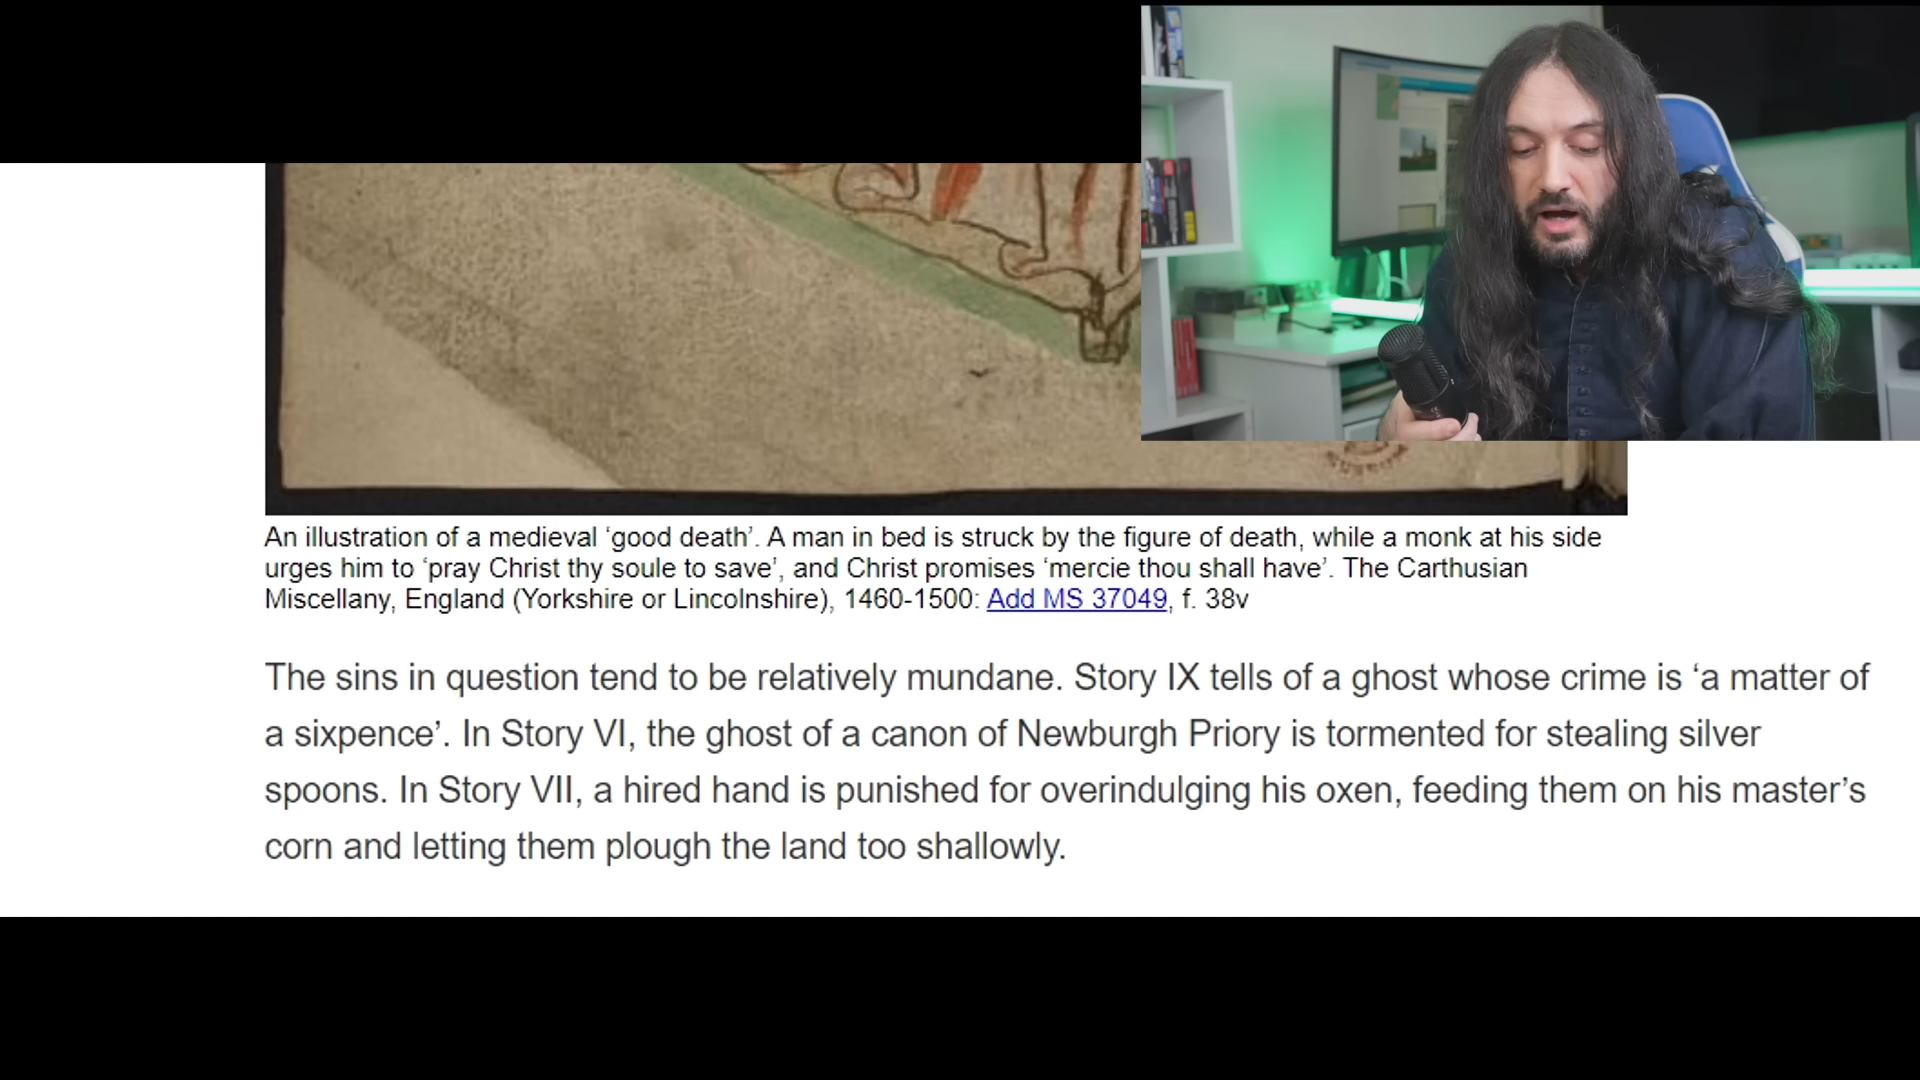 An illustration of a medieval ‘good death’. A man in bed is struck by the figure of death, while a monk at his side
urges him to ‘pray Christ thy soule to save’, and Christ promises ‘mercie thou shall have’. The Carthusian
Miscellany, England (Yorkshire or Lincolnshire), 1460-1500: Add MS 37049, f. 38v
The sins in question tend to be relatively mundane. Story IX tells of a ghost whose crime is ‘a matter of
a sixpence’. In Story VI, the ghost of a canon of Newburgh Priory is tormented for stealing silver
spoons. In Story VII, a hired hand is punished for overindulging his oxen, feeding them on his master’s
corn and letting them plough the land too shallowly.